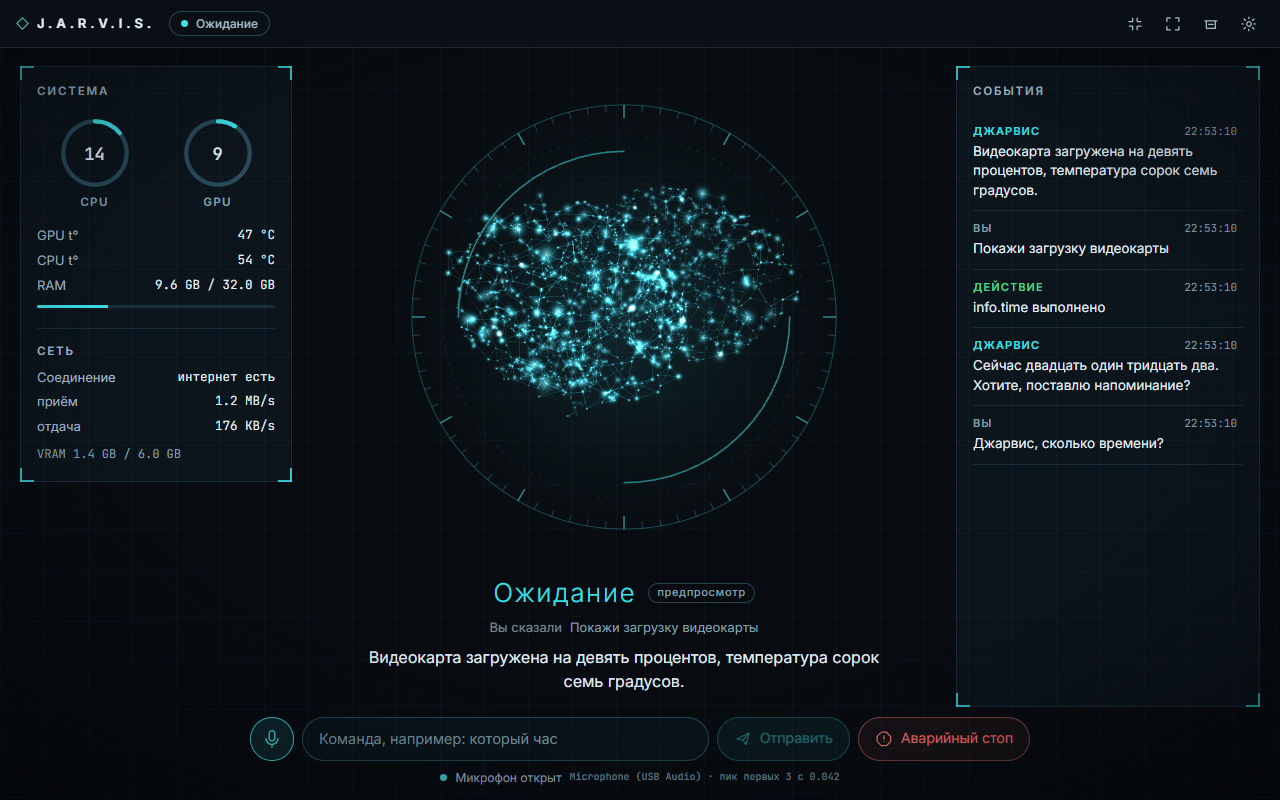 J.A.R.V.I.S.
Ожидание
СИСТЕМА
14
9
CPU
GPU
GPU t° 47 °C
CPU t° 54 °C
RAM 9.6 GB / 32.0 GB
СЕТЬ
Соединение интернет есть
приём 1.2 MB/s
отдача 176 KB/s
VRAM 1.4 GB / 6.0 GB
Ожидание предпросмотр
Вы сказали Покажи загрузку видеокарты
Видеокарта загружена на девять процентов, температура сорок
семь градусов.
СОБЫТИЯ
ДЖАРВИС 22:53:10
Видеокарта загружена на девять
процентов, температура сорок семь
градусов.
ВЫ 22:53:10
Покажи загрузку видеокарты
ДЕЙСТВИЕ 22:53:10
info.time выполнено
ДЖАРВИС 22:53:10
Сейчас двадцать один тридцать два.
Хотите, поставлю напоминание?
ВЫ 22:53:10
Джарвис, сколько времени?
Команда, например: который час
Отправить
Аварийный стоп
Микрофон открыт Microphone (USB Audio) · пик первых 3 с 0.042